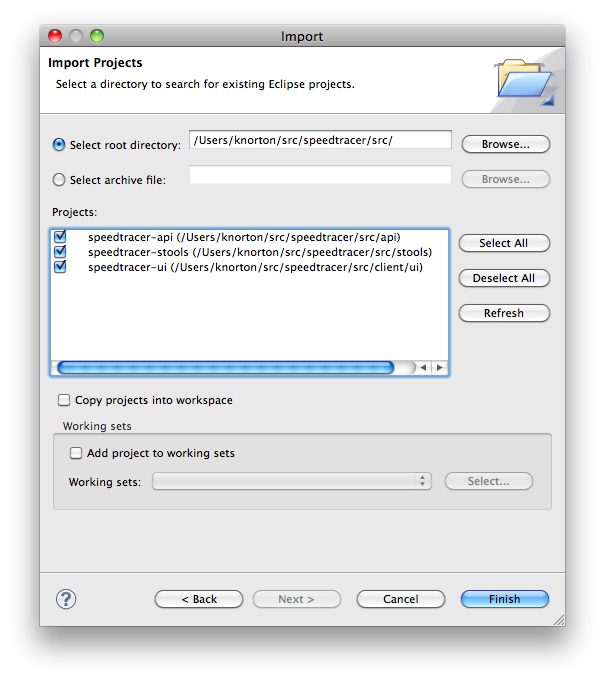 Import
Import Projects
Select a directory to search for existing Eclipse projects.
Select root directory: /Users/knorton/src/speedtracer/src/ Browse...
Select archive file: Browse...
Projects:
speedtracer-api (/Users/knorton/src/speedtracer/src/api)
speedtracer-stools (/Users/knorton/src/speedtracer/src/stools)
speedtracer-ui (/Users/knorton/src/speedtracer/src/client/ui)
Select All
Deselect All
Refresh
Copy projects into workspace
Working sets
Add project to working sets
Working sets: Select...
? < Back Next > Cancel Finish